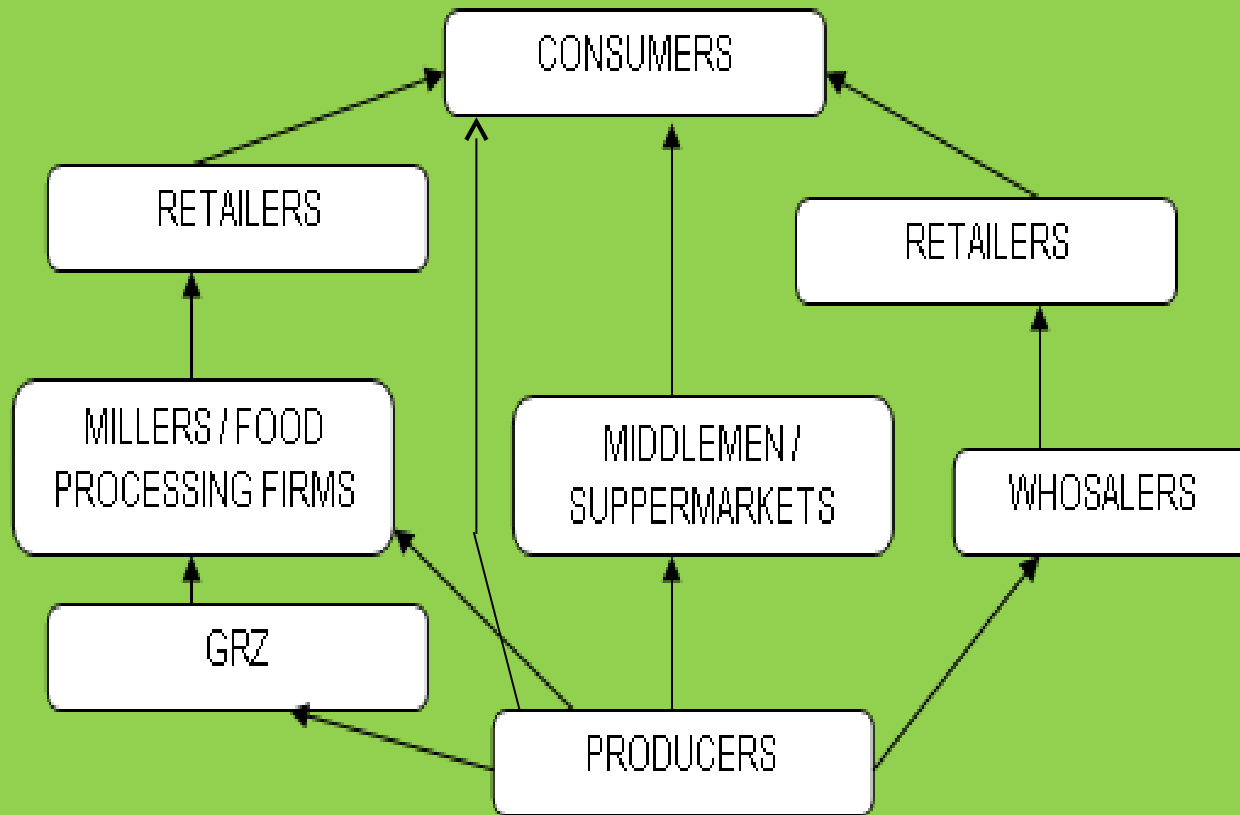 CONSUMERS
RETAILERS
RETAILERS
MILLERS / FOOD
PROCESSING FIRMS
MIDDLEMEN /
SUPPERMARKETS
WHOSALERS
GRZ
PRODUCERS